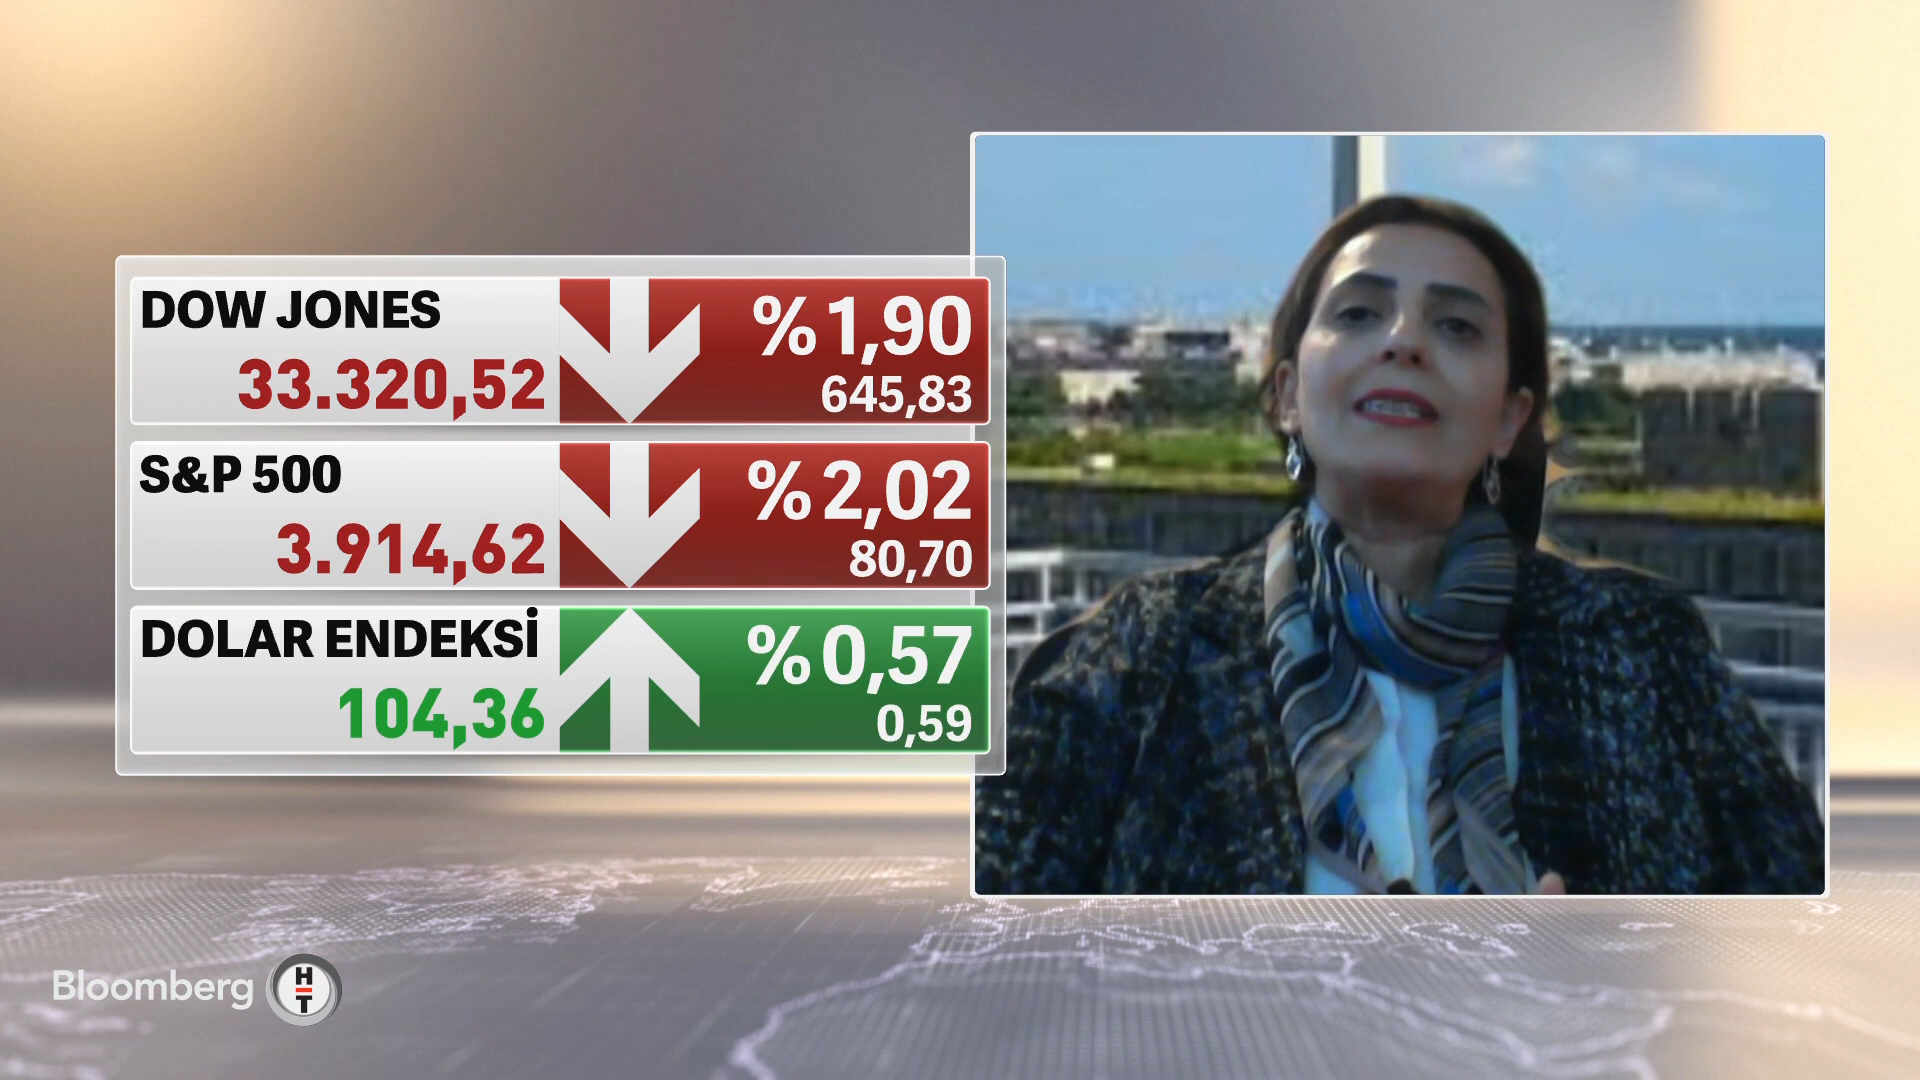 DOW JONES
33.320,52
%1,90
645,83
S&P 500
3.914,62
%2,02
80,70
DOLAR ENDEKSİ
104,36
%0,57
0,59
Bloomberg HT